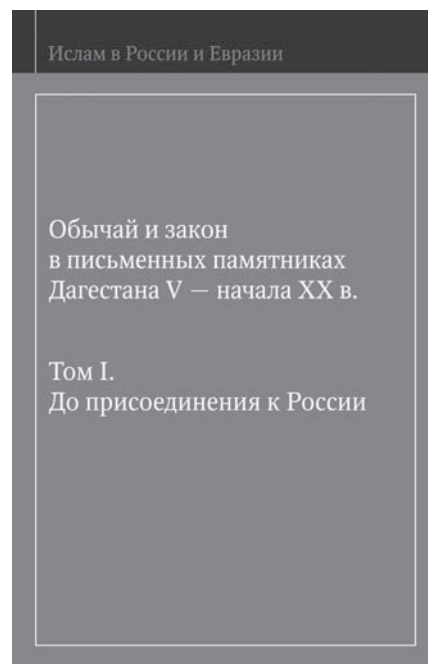 Ислам в России и Евразии
Обычай и закон
в письменных памятниках
Дагестана V — начала XX в.
Том I.
До присоединения к России